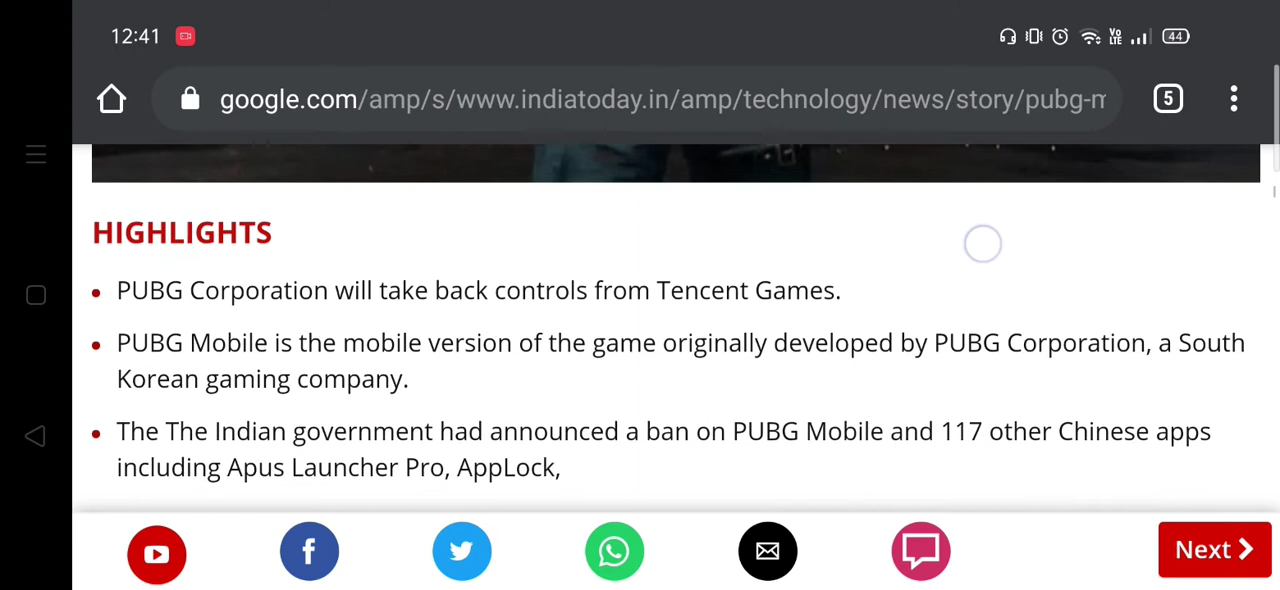 12:41
VO LTE 44
google.com/amp/s/www.indiatoday.in/amp/technology/news/story/pubg-m
5
HIGHLIGHTS
• PUBG Corporation will take back controls from Tencent Games.
• PUBG Mobile is the mobile version of the game originally developed by PUBG Corporation, a South
Korean gaming company.
• The The Indian government had announced a ban on PUBG Mobile and 117 other Chinese apps
including Apus Launcher Pro, AppLock,
f
Next